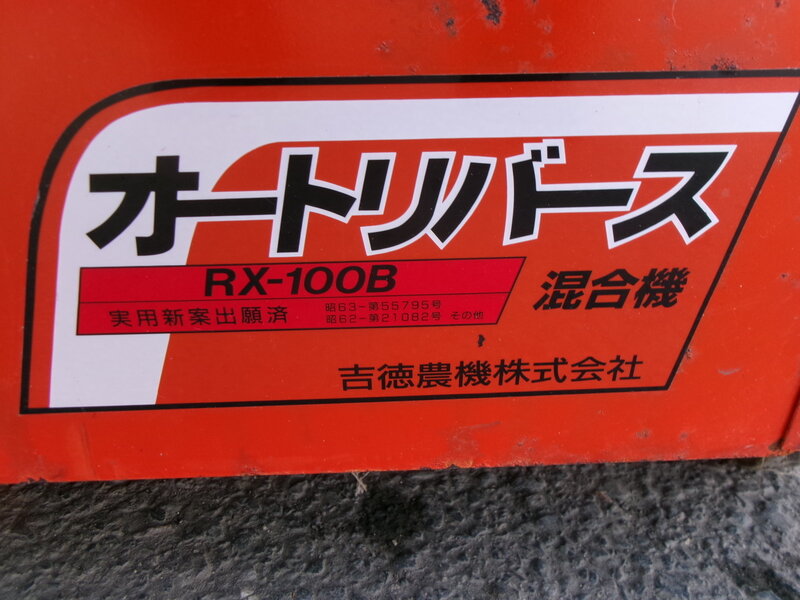 オートリバース
RX-100B
混合機
実用新案出願済
昭63-第55795号
昭62-第21082号 その他
吉徳農機株式会社